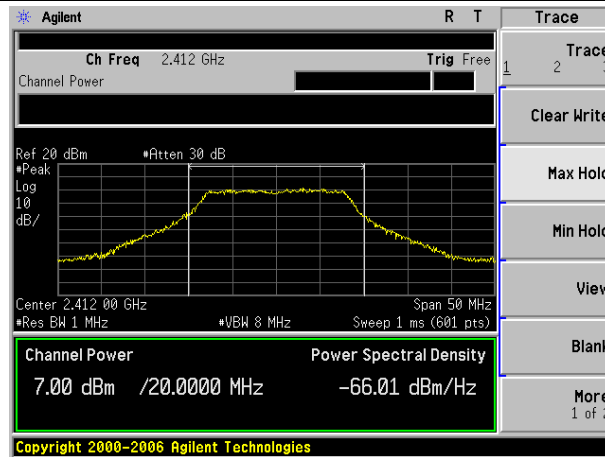 Agilent R T Trace
Ch Freq 2.412 GHz Trig Free
Channel Power
Trace
1 2
Clear Write
Max Hold
Min Hold
View
Blank
More
1 of 2
Ref 20 dBm #Atten 30 dB
#Peak
Log
10
dB/
Center 2.412 00 GHz Span 50 MHz
#Res BW 1 MHz #VBW 8 MHz Sweep 1 ms (601 pts)
Channel Power Power Spectral Density
7.00 dBm /20.0000 MHz -66.01 dBm/Hz
Copyright 2000-2006 Agilent Technologies